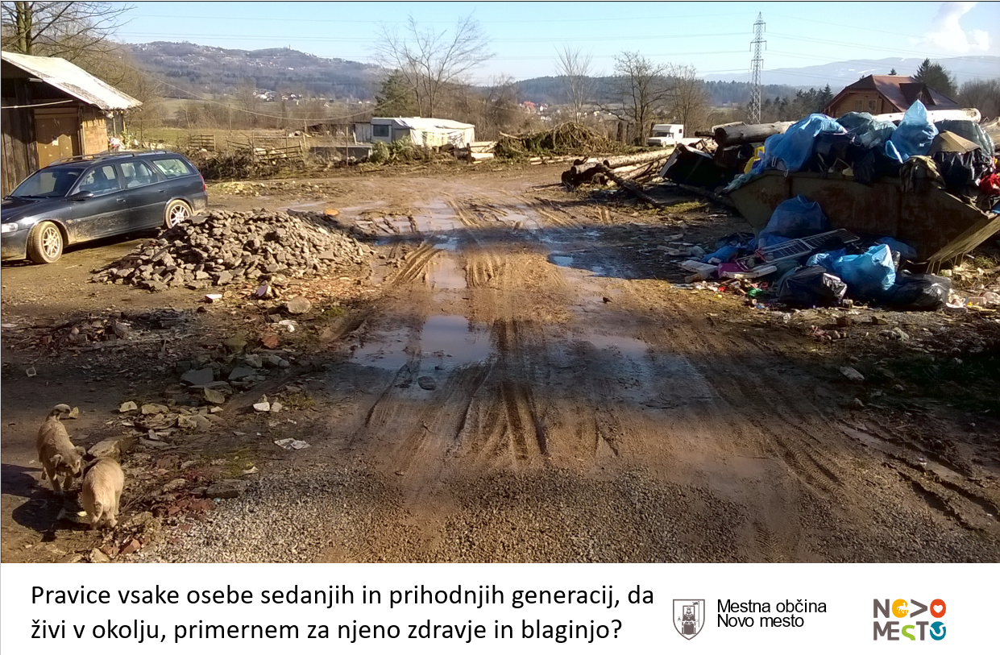 Pravice vsake osebe sedanjih in prihodnjih generacij, da
živi v okolju, primernem za njeno zdravje in blaginjo?
Mestna občina
Novo mesto
NOVO
MESTO